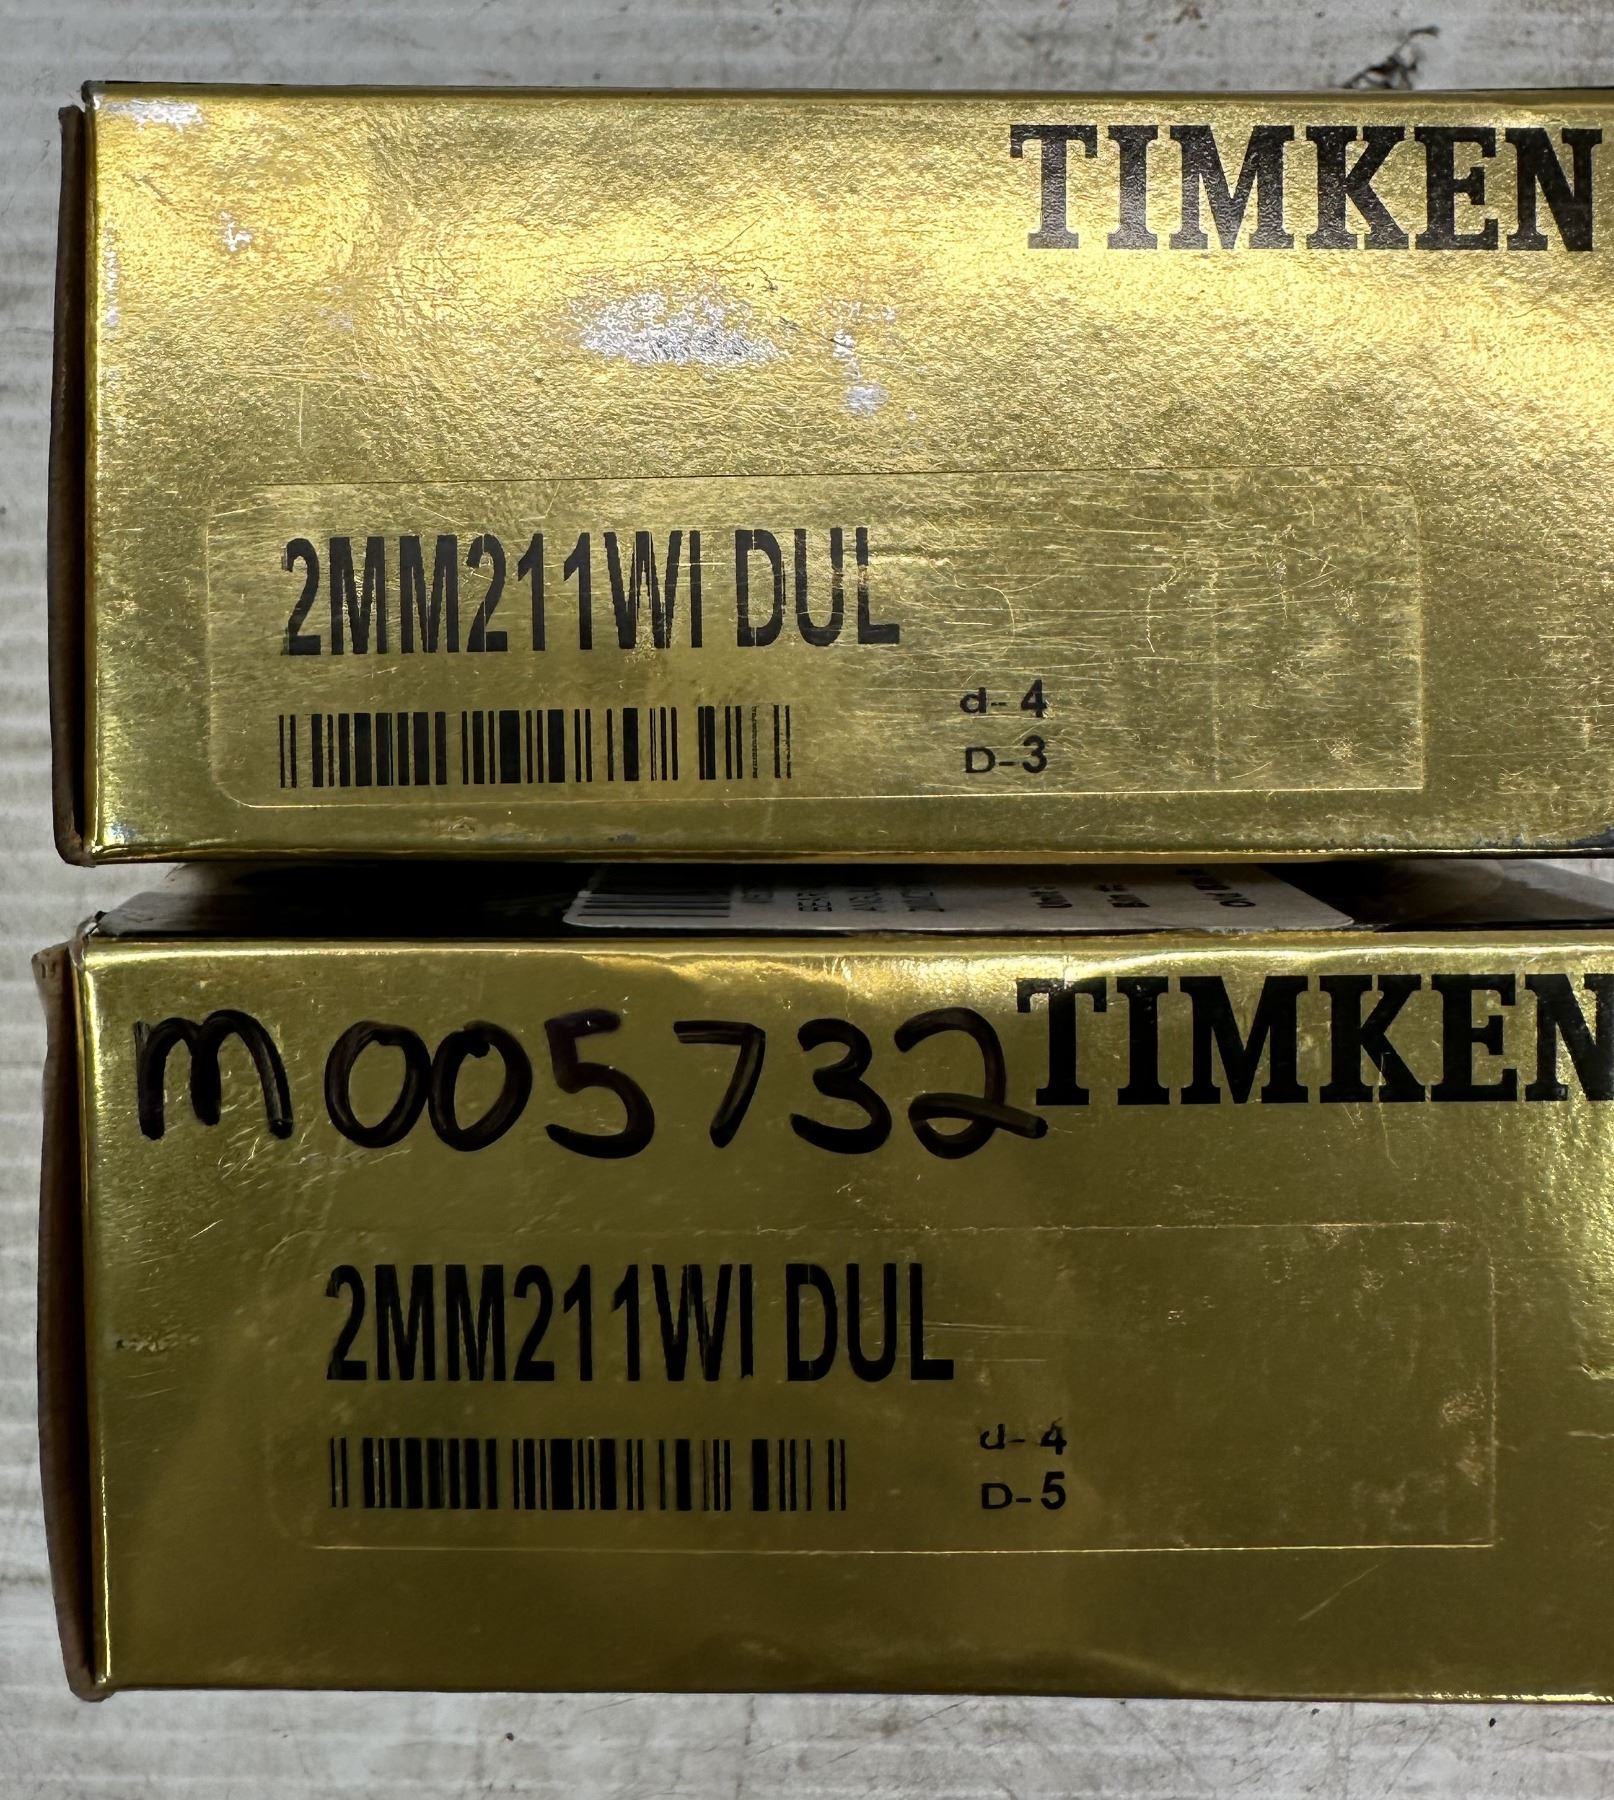 TIMKEN
2MM211WI DUL
d-4
D-3
M005732 TIMKEN
2MM211WI DUL
d-4
D-5